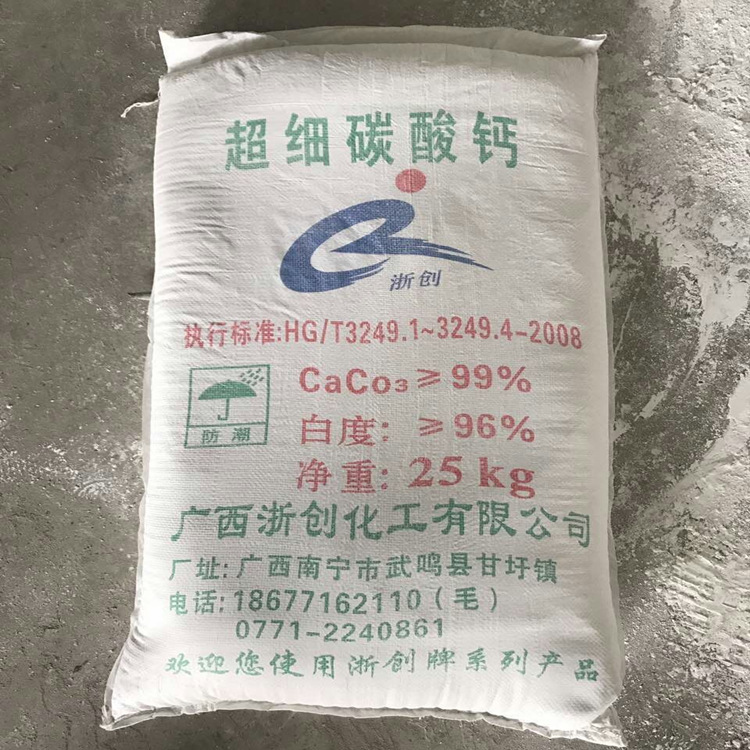 超细碳酸钙
浙创
执行标准:HG/T3249.1~3249.4-2008
CaCo₃≥99%
防潮
白度：≥96%
净重：25kg
广西浙创化工有限公司
厂址：广西南宁市武鸣县甘圩镇
电话：18677162110（毛）
0771-2240861
欢迎您使用浙创牌系列产品